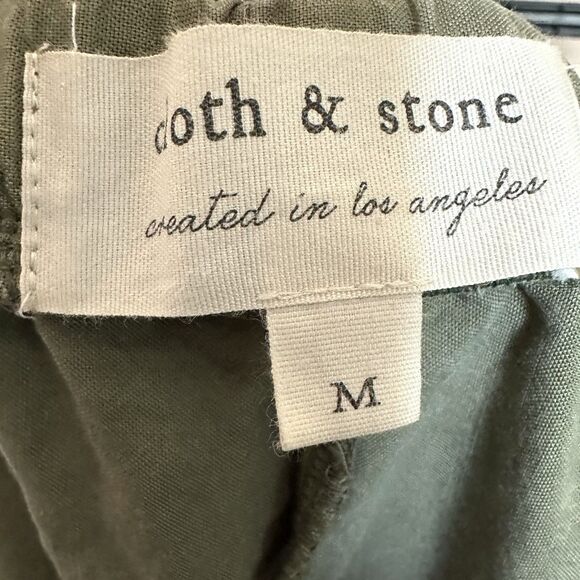 cloth & stone
created in los angeles
M